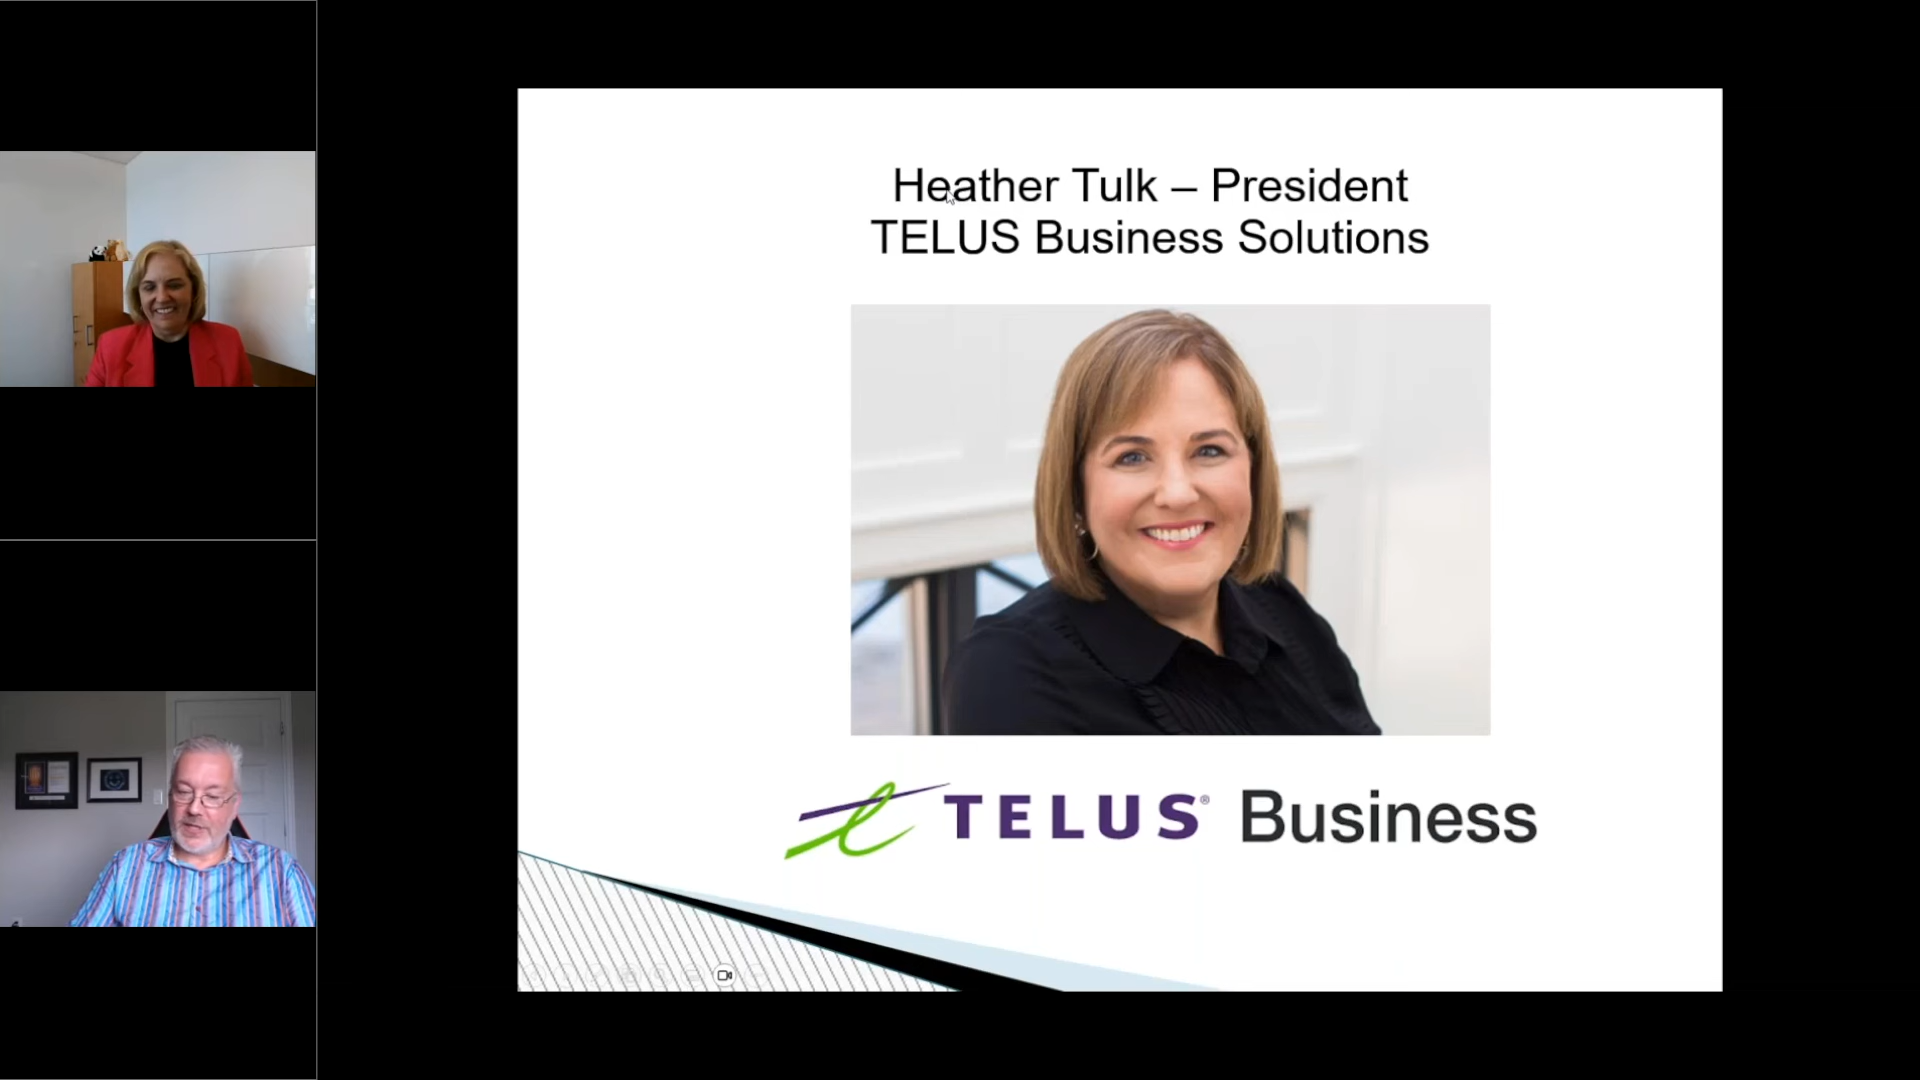 Heather Tulk – President
TELUS Business Solutions
TELUS® Business